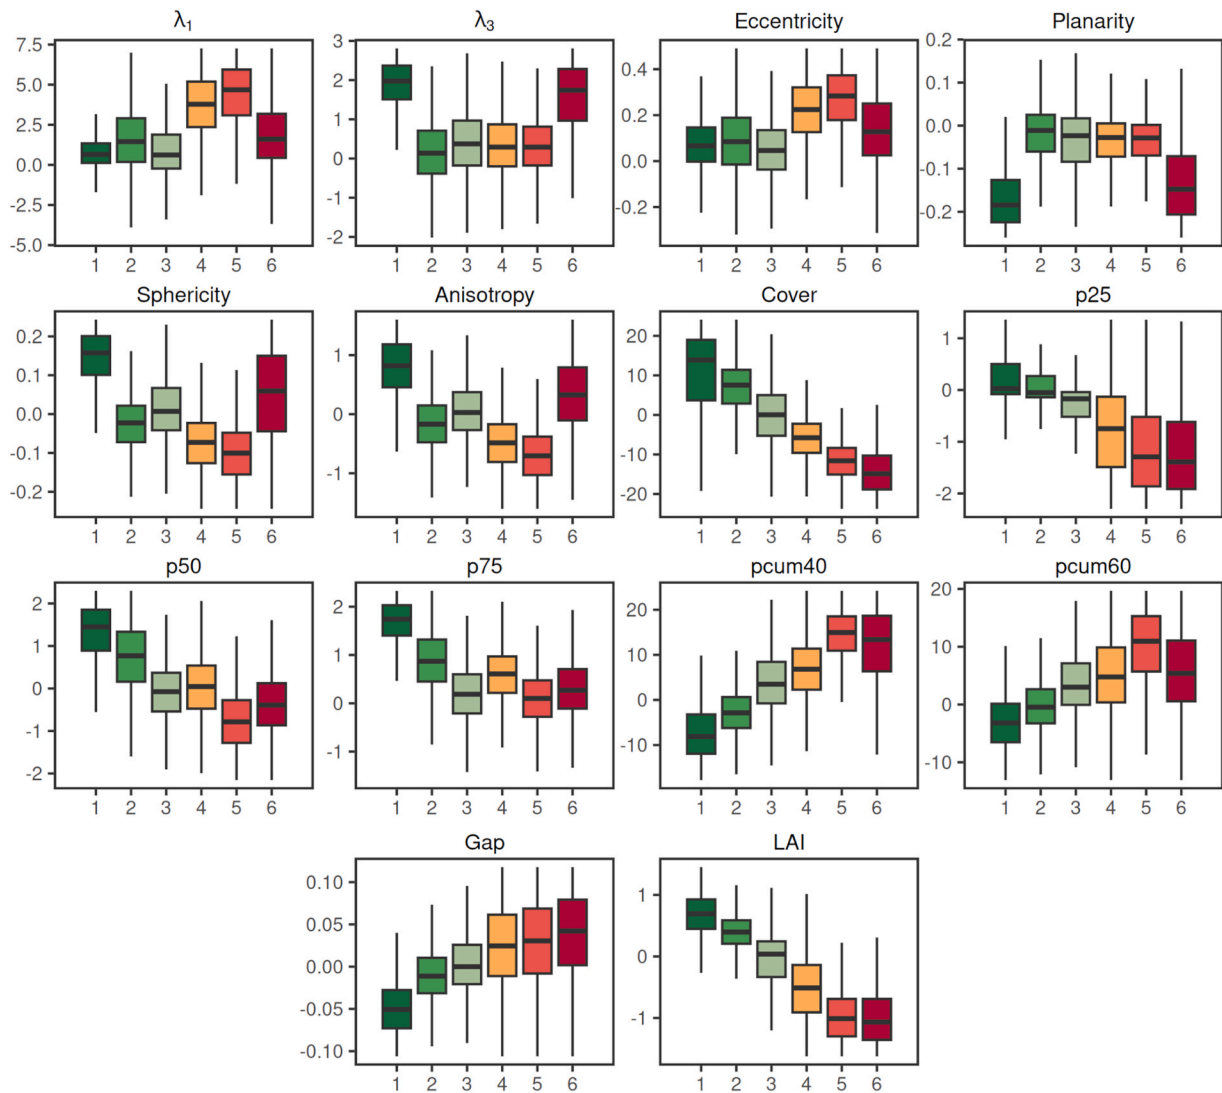 λ1 λ3 Eccentricity Planarity
7.5 5.0 2.5 0.0 -2.5 -5.0
3 2 1 0 -1 -2
0.4 0.2 0.0 -0.2
0.2 0.1 0.0 -0.1 -0.2
1 2 3 4 5 6 1 2 3 4 5 6 1 2 3 4 5 6 1 2 3 4 5 6
Sphericity Anisotropy Cover p25
0.2 0.1 0.0 -0.1 -0.2
1 0 -1
20 10 0 -10 -20
1 0 -1 -2
1 2 3 4 5 6 1 2 3 4 5 6 1 2 3 4 5 6 1 2 3 4 5 6
p50 p75 pcum40 pcum60
2 1 0 -1 -2
2 1 0 -1
20 10 0 -10
20 10 0 -10
1 2 3 4 5 6 1 2 3 4 5 6 1 2 3 4 5 6 1 2 3 4 5 6
Gap LAI
0.10 0.05 0.00 -0.05 -0.10
1 0 -1
1 2 3 4 5 6 1 2 3 4 5 6